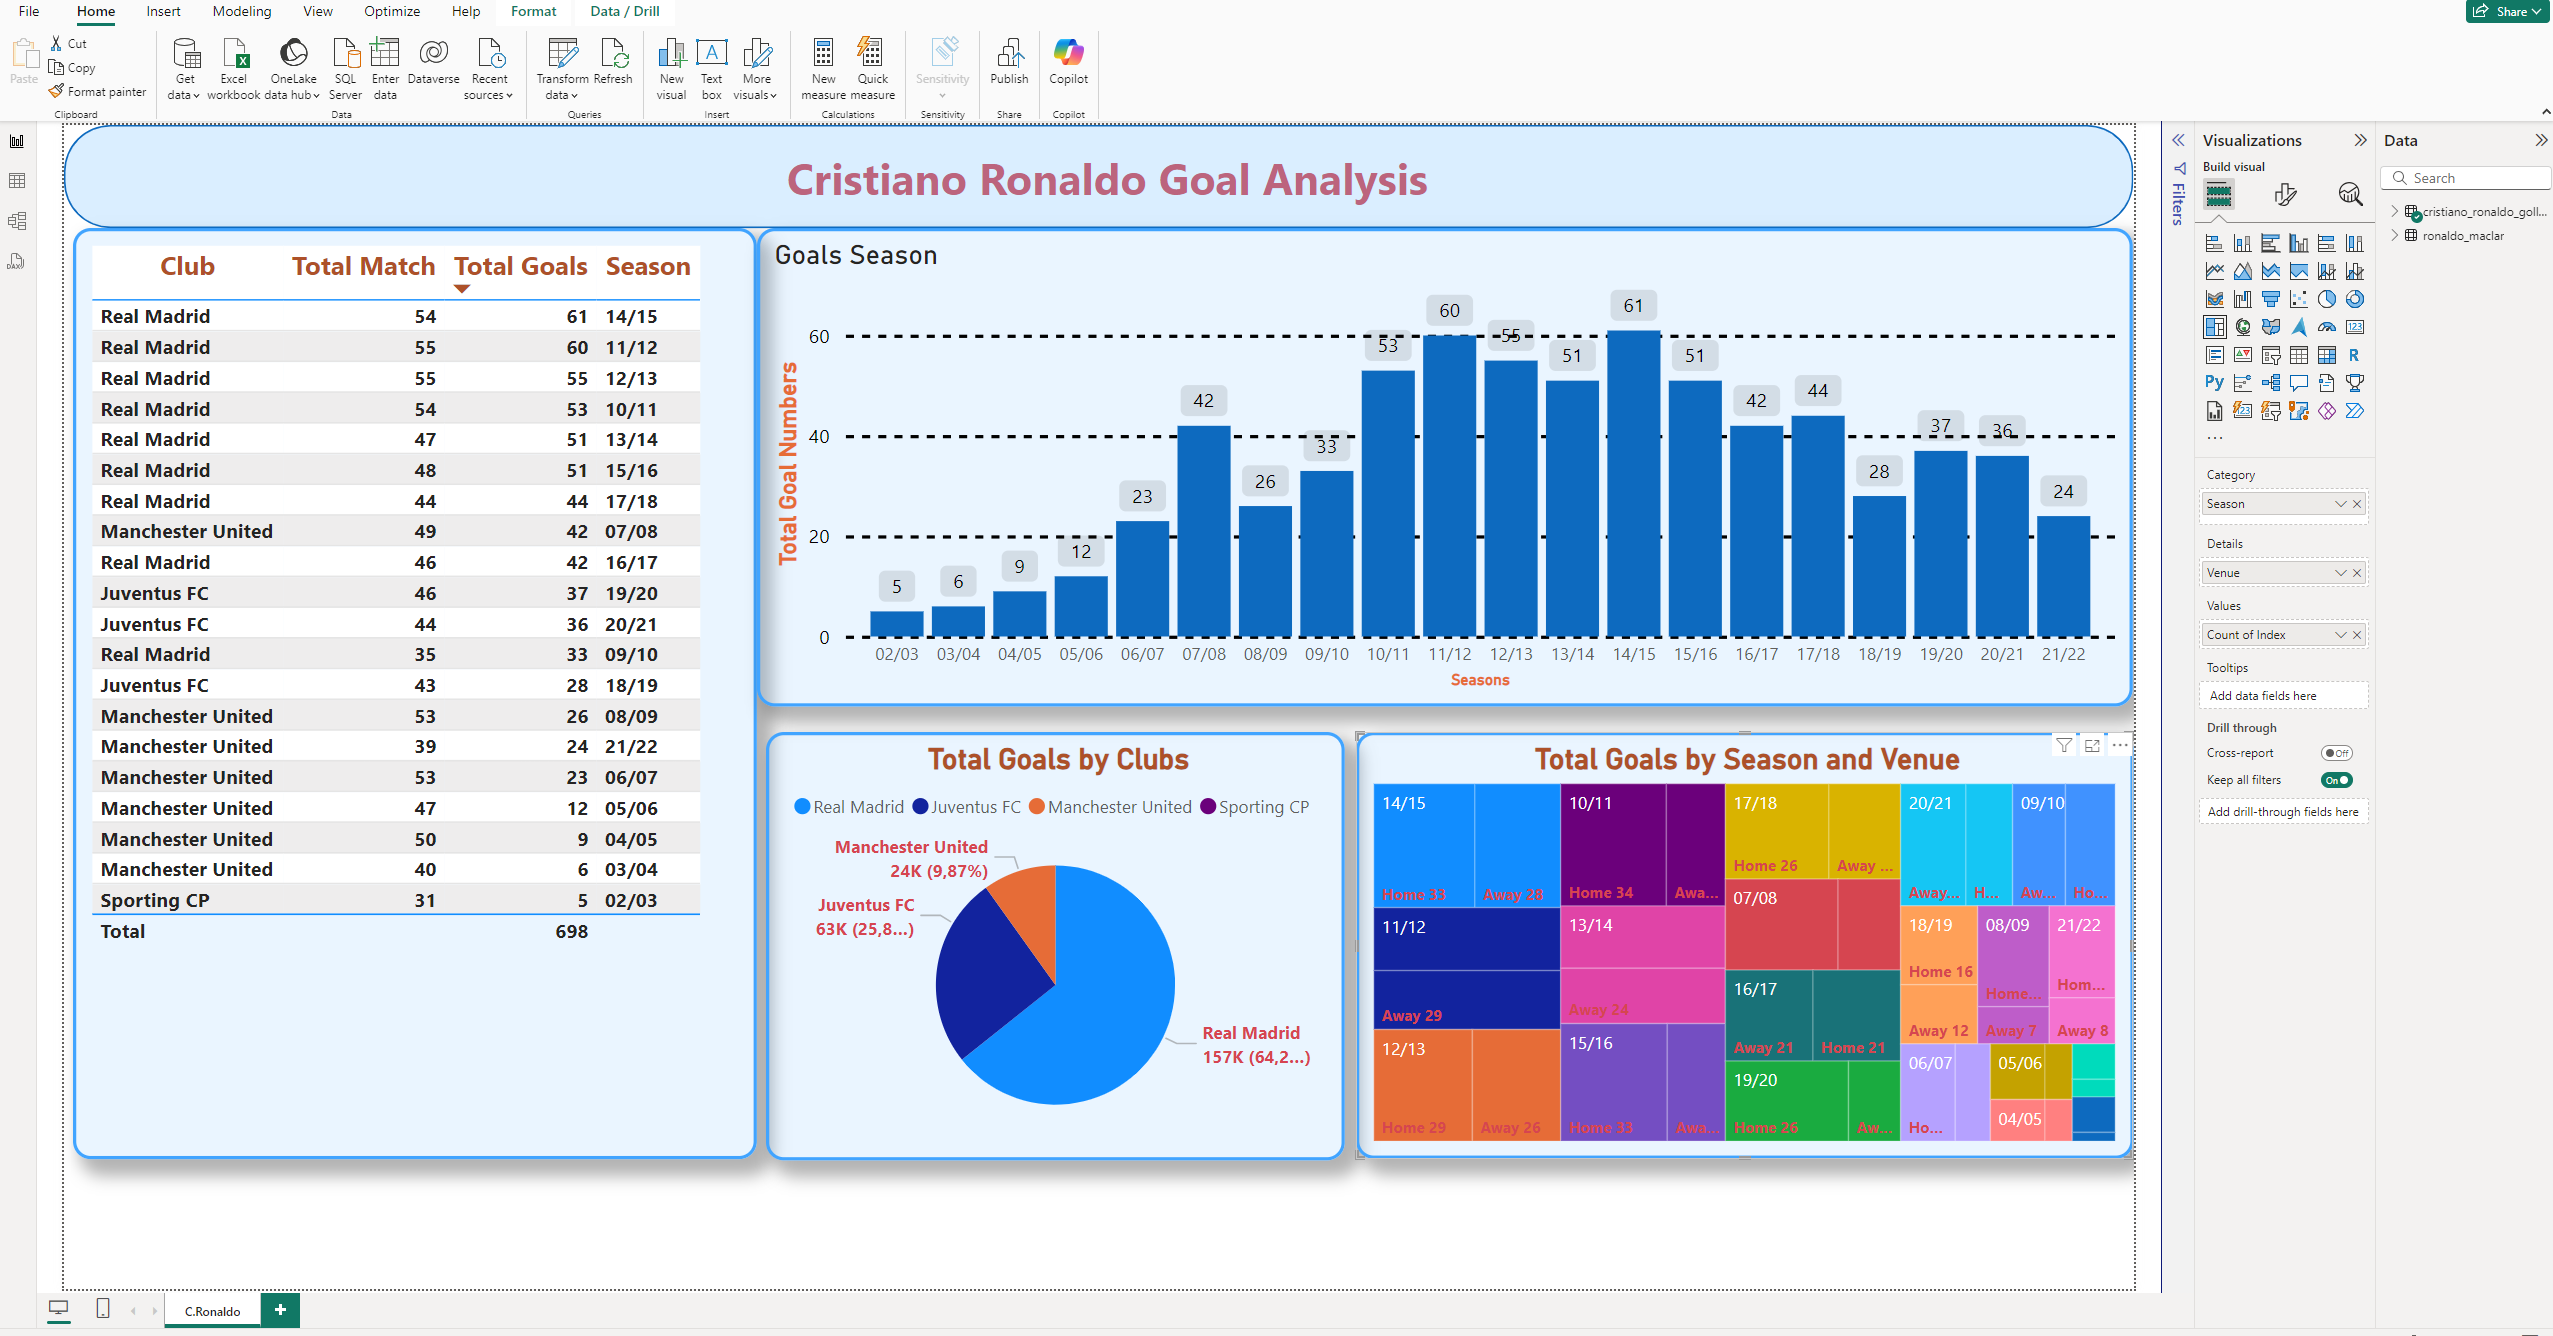 File Home Insert Modeling View Optimize Help Format Data / Drill Share
Paste Cut
Copy
Format painter
Clipboard
Get data Excel workbook OneLake data hub SQL Server Enter data Dataverse Recent sources
Data
Transform data Refresh
Queries
New visual Text box More visuals
Insert
New measure Quick measure
Calculations
Sensitivity
Sensitivity
Publish
Share
Copilot
Copilot
Cristiano Ronaldo Goal Analysis
Club Total Match Total Goals Season
Real Madrid 54 61 14/15
Real Madrid 55 60 11/12
Real Madrid 55 55 12/13
Real Madrid 54 53 10/11
Real Madrid 47 51 13/14
Real Madrid 48 51 15/16
Real Madrid 44 44 17/18
Manchester United 49 42 07/08
Real Madrid 46 42 16/17
Juventus FC 46 37 19/20
Juventus FC 44 36 20/21
Real Madrid 35 33 09/10
Juventus FC 43 28 18/19
Manchester United 53 26 08/09
Manchester United 39 24 21/22
Manchester United 53 23 06/07
Manchester United 47 12 05/06
Manchester United 50 9 04/05
Manchester United 40 6 03/04
Sporting CP 31 5 02/03
Total 698
Goals Season
Total Goal Numbers
60
40
20
0
5 6 9 12 23 42 26 33 53 60 55 51 61 51 42 44 28 37 36 24
02/03 03/04 04/05 05/06 06/07 07/08 08/09 09/10 10/11 11/12 12/13 13/14 14/15 15/16 16/17 17/18 18/19 19/20 20/21 21/22
Seasons
Total Goals by Clubs
Real Madrid Juventus FC Manchester United Sporting CP
Manchester United
24K (9,87%)
Juventus FC
63K (25,8...)
Real Madrid
157K (64,2...)
Total Goals by Season and Venue
14/15
Home 33 Away 28
11/12
Away 29
12/13
Home 29 Away 26
10/11
Home 34 Awa...
13/14
Away 24
15/16
Home 33 Awa...
17/18
Home 26 Away ...
07/08
16/17
Away 21 Home 21
19/20
Home 26 Aw...
20/21
Away... H...
09/10
Aw... Ho...
18/19
Home 16
Away 12
08/09
Home...
Away 7
21/22
Hom...
Away 8
06/07
Ho...
05/06
04/05
Filters
Visualizations
Build visual
123
R
Py
123
...
Category
Season
Details
Venue
Values
Count of Index
Tooltips
Add data fields here
Drill through
Cross-report Off
Keep all filters On
Add drill-through fields here
Data
Search
cristiano_ronaldo_goll...
ronaldo_maclar
C.Ronaldo +